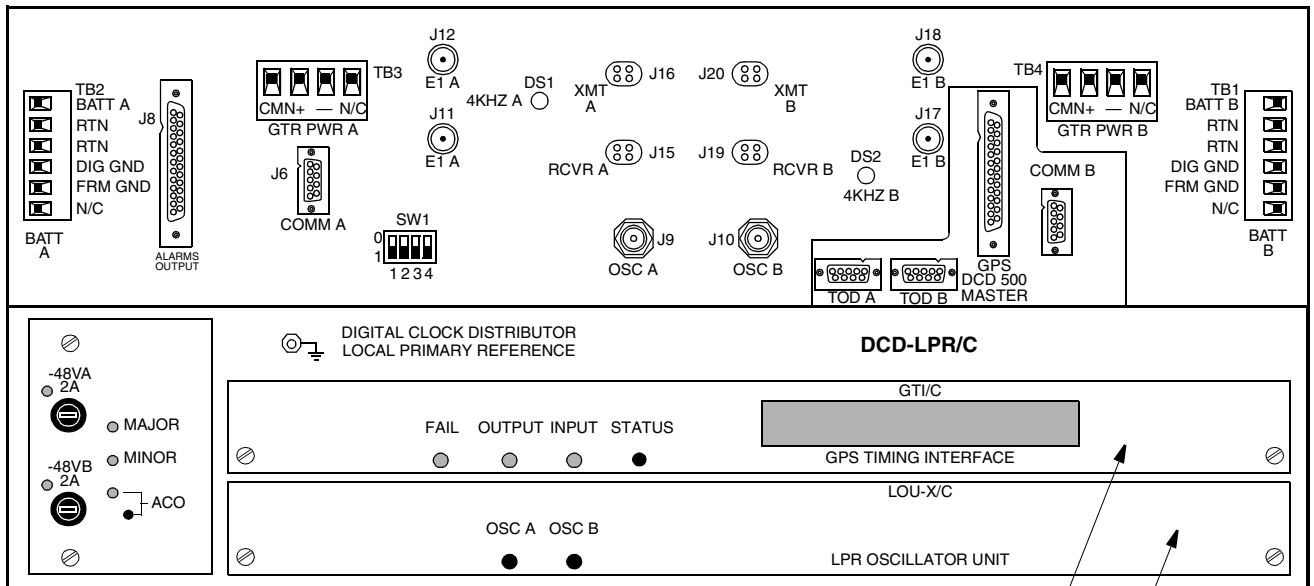 J12
E1 A
J18
E1 B
TB3
CMN+ — N/C
GTR PWR A
DS1
4KHZ A
XMT
A
J16
J20
XMT
B
TB4
CMN+ — N/C
GTR PWR B
TB2
BATT A
RTN
RTN
DIG GND
FRM GND
N/C
BATT
A
J8
ALARMS
OUTPUT
J6
COMM A
J11
E1 A
J15
RCVR A
J19
RCVR B
DS2
4KHZ B
J17
E1 B
COMM B
TB1
BATT B
RTN
RTN
DIG GND
FRM GND
N/C
BATT
B
SW1
0
1
1 2 3 4
J9
OSC A
J10
OSC B
TOD A
TOD B
GPS
DCD 500
MASTER
DIGITAL CLOCK DISTRIBUTOR
LOCAL PRIMARY REFERENCE
DCD-LPR/C
-48VA
2A
MAJOR
MINOR
-48VB
2A
ACO
GTI/C
FAIL OUTPUT INPUT STATUS
GPS TIMING INTERFACE
LOU-X/C
OSC A OSC B
LPR OSCILLATOR UNIT